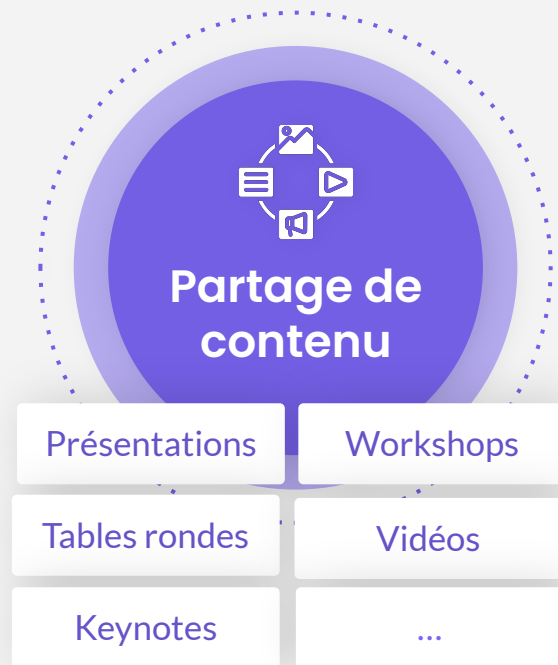 Partage de
contenu
Présentations
Workshops
Tables rondes
Vidéos
Keynotes
...